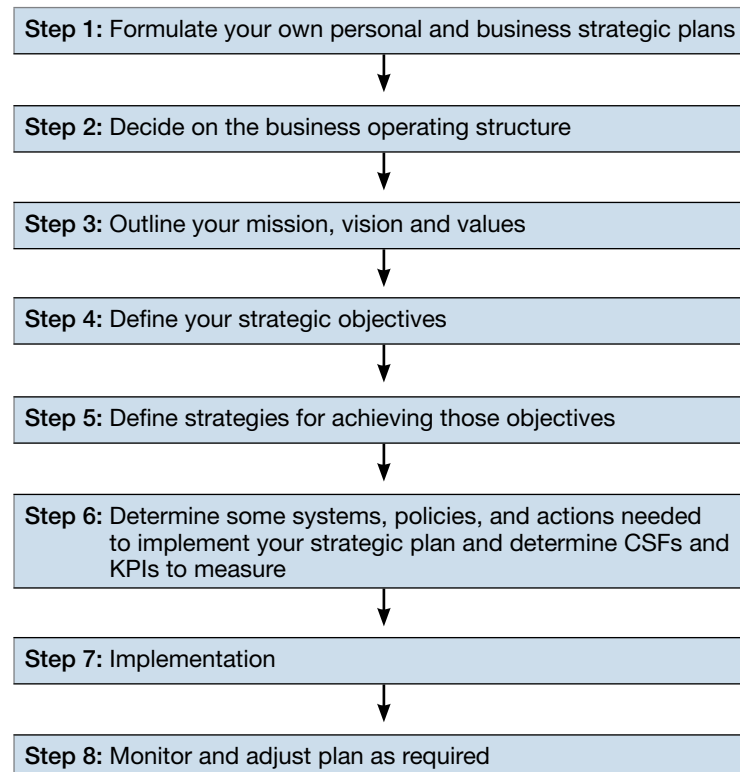 Step 1: Formulate your own personal and business strategic plans
Step 2: Decide on the business operating structure
Step 3: Outline your mission, vision and values
Step 4: Define your strategic objectives
Step 5: Define strategies for achieving those objectives
Step 6: Determine some systems, policies, and actions needed
to implement your strategic plan and determine CSFs and
KPIs to measure
Step 7: Implementation
Step 8: Monitor and adjust plan as required